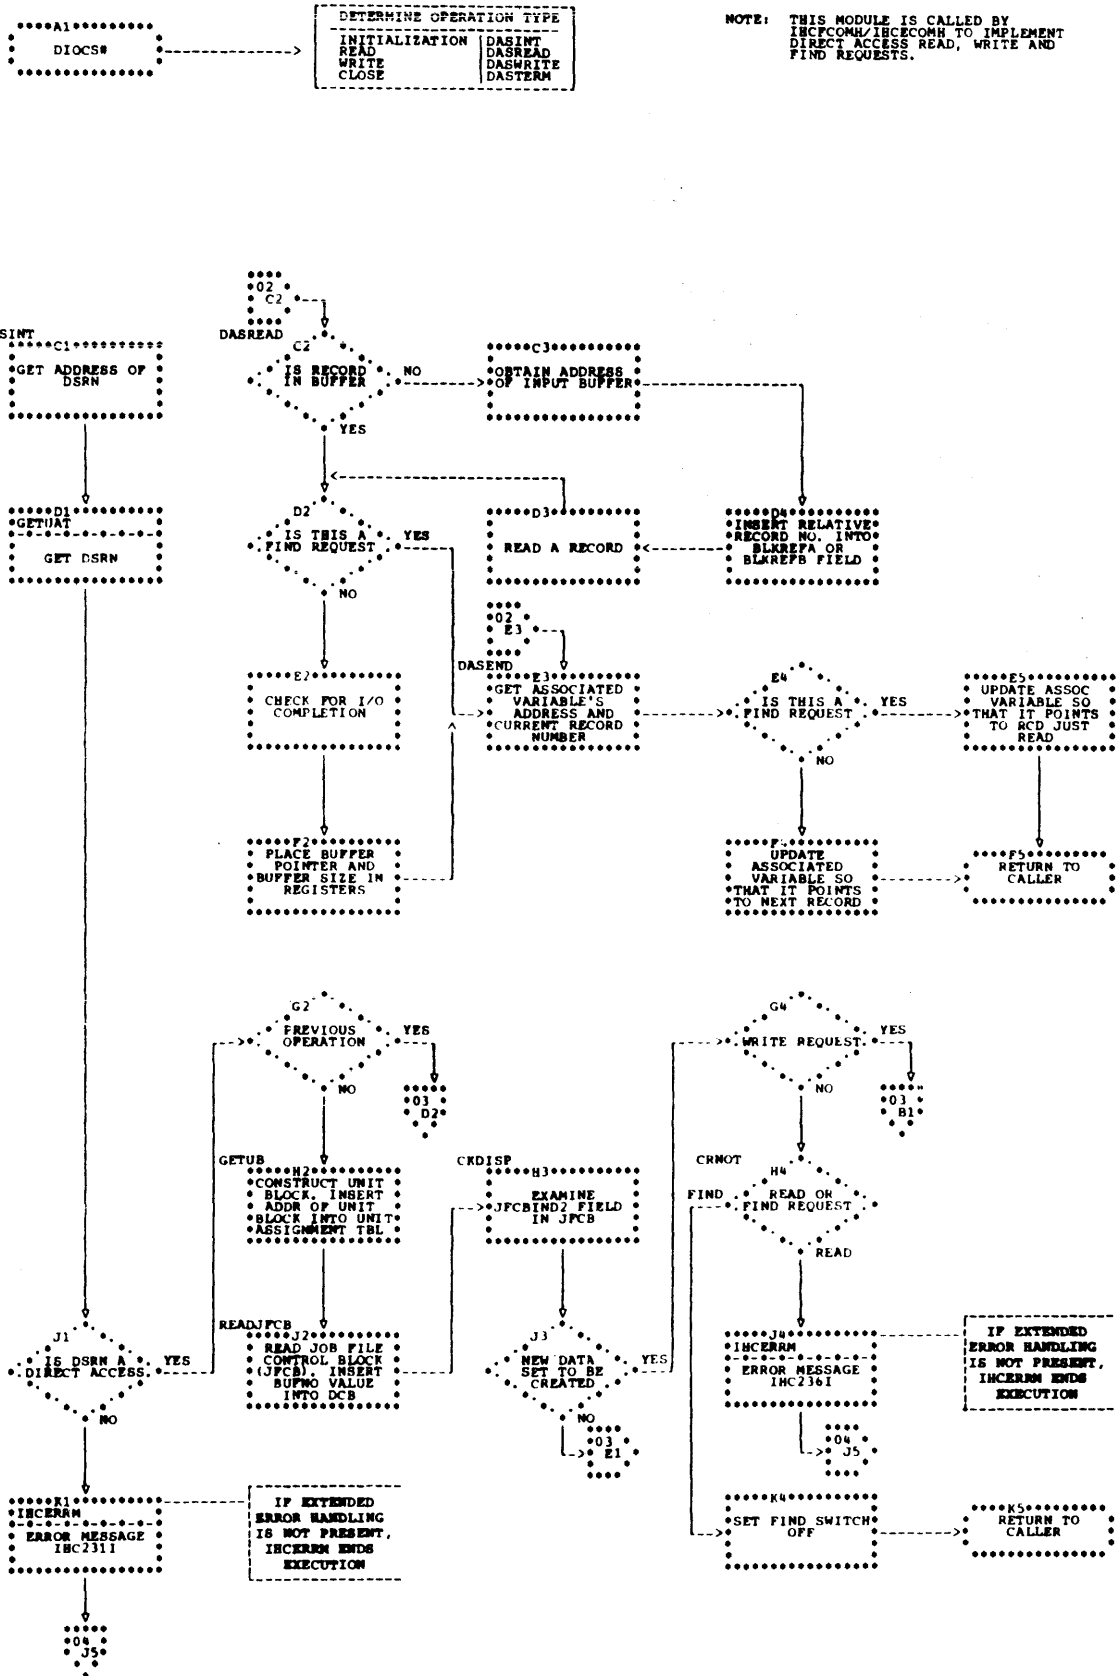 A1
DIOCS#
DETERMINE OPERATION TYPE
INITIALIZATION DASINT
READ DASREAD
WRITE DASWRITE
CLOSE DASTERM
NOTE: THIS MODULE IS CALLED BY
IHCFCOMH/IHCECOMH TO IMPLEMENT
DIRECT ACCESS READ, WRITE AND
FIND REQUESTS.
02
C2
SINT
C1
GET ADDRESS OF
DSRN
DASREAD
C2
IS RECORD
IN BUFFER
NO
YES
C3
OBTAIN ADDRESS
OF INPUT BUFFER
D1
GETUAT
GET DSRN
D2
IS THIS A
FIND REQUEST
YES
NO
D3
READ A RECORD
D4
INSERT RELATIVE
RECORD NO. INTO
BLKREFA OR
BLKREFB FIELD
02
E3
E2
CHECK FOR I/O
COMPLETION
DASEND
E3
GET ASSOCIATED
VARIABLE'S
ADDRESS AND
CURRENT RECORD
NUMBER
E4
IS THIS A
FIND REQUEST
YES
NO
E5
UPDATE ASSOC
VARIABLE SO
THAT IT POINTS
TO RCD JUST
READ
F2
PLACE BUFFER
POINTER AND
BUFFER SIZE IN
REGISTERS
UPDATE
ASSOCIATED
VARIABLE SO
THAT IT POINTS
TO NEXT RECORD
F5
RETURN TO
CALLER
G2
PREVIOUS
OPERATION
YES
NO
03
D2
G4
WRITE REQUEST
YES
NO
03
B1
GETUB
H2
CONSTRUCT UNIT
BLOCK. INSERT
ADDR OF UNIT
BLOCK INTO UNIT
ASSIGNMENT TBL
CKDISP
H3
EXAMINE
JFCBIND2 FIELD
IN JFCB
CRNOT
H4
FIND
READ OR
FIND REQUEST
READ
J1
IS DSRN A
DIRECT ACCESS
YES
NO
READJFCB
J2
READ JOB FILE
CONTROL BLOCK
(JFCB). INSERT
BUFNO VALUE
INTO DCB
J3
NEW DATA
SET TO BE
CREATED
YES
NO
03
E1
J4
IHCERRM
ERROR MESSAGE
IHC236I
IF EXTENDED
ERROR HANDLING
IS NOT PRESENT,
IHCERRM ENDS
EXECUTION
04
J5
K1
IHCERRM
ERROR MESSAGE
IHC231I
IF EXTENDED
ERROR HANDLING
IS NOT PRESENT,
IHCERRM ENDS
EXECUTION
K4
SET FIND SWITCH
OFF
K5
RETURN TO
CALLER
04
J5